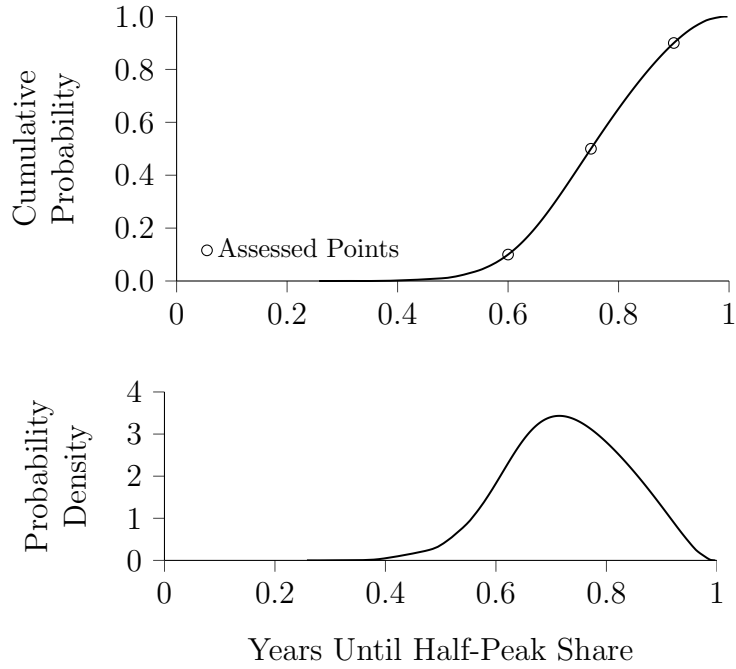 1.0
0.8
0.6
0.4
0.2
0.0
Cumulative
Probability
Assessed Points
0 0.2 0.4 0.6 0.8 1
4
3
2
1
0
Probability
Density
0 0.2 0.4 0.6 0.8 1
Years Until Half-Peak Share